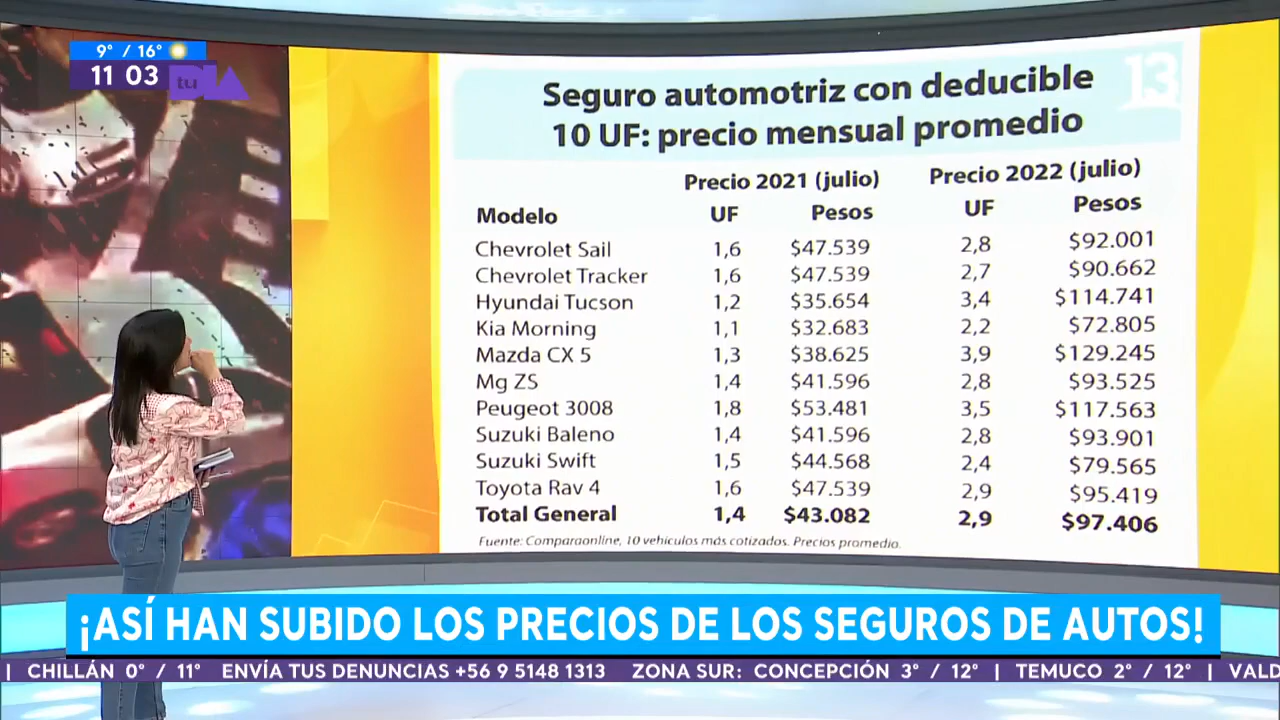 9° / 16°
11 03
tu DÍA
13
Seguro automotriz con deducible
10 UF: precio mensual promedio
Precio 2021 (julio) Precio 2022 (julio)
Modelo UF Pesos UF Pesos
Chevrolet Sail 1,6 $47.539 2,8 $92.001
Chevrolet Tracker 1,6 $47.539 2,7 $90.662
Hyundai Tucson 1,2 $35.654 3,4 $114.741
Kia Morning 1,1 $32.683 2,2 $72.805
Mazda CX 5 1,3 $38.625 3,9 $129.245
Mg ZS 1,4 $41.596 2,8 $93.525
Peugeot 3008 1,8 $53.481 3,5 $117.563
Suzuki Baleno 1,4 $41.596 2,8 $93.901
Suzuki Swift 1,5 $44.568 2,4 $79.565
Toyota Rav 4 1,6 $47.539 2,9 $95.419
Total General 1,4 $43.082 2,9 $97.406
Fuente: Comparaonline, 10 vehículos más cotizados. Precios promedio.
¡ASÍ HAN SUBIDO LOS PRECIOS DE LOS SEGUROS DE AUTOS!
| CHILLÁN 0° / 11° ENVÍA TUS DENUNCIAS +56 9 5148 1313 ZONA SUR: CONCEPCIÓN 3° / 12° | TEMUCO 2° / 12° | VALD